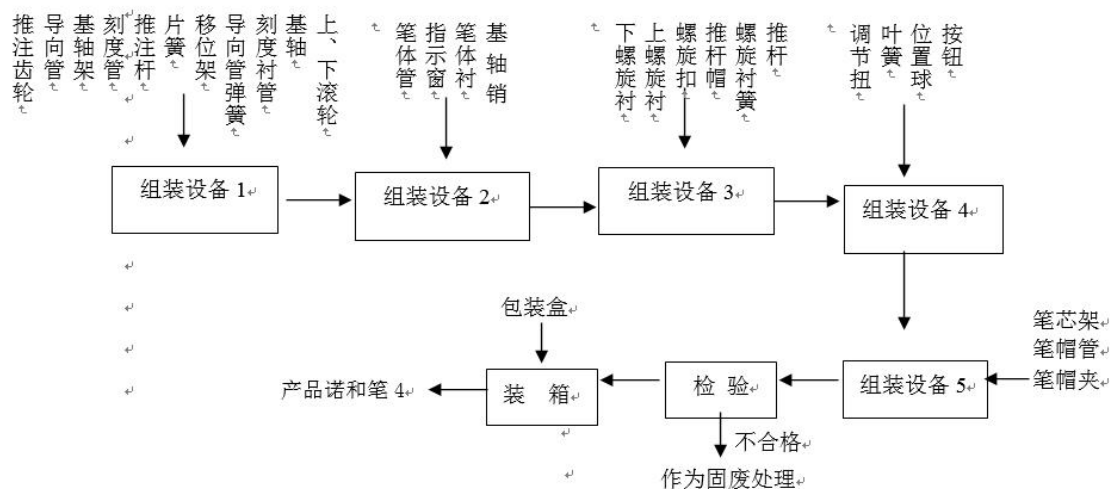 推注齿轮
导向管
基轴架
刻度管
推注杆
片簧
移位架
导向管弹簧
刻度衬管
基轴
上、下滚轮
笔体管
指示窗
笔体衬
基轴销
下螺旋衬
上螺旋衬
螺旋扣
推杆帽
螺旋衬簧
推杆
调节扭
叶簧
位置球
按钮
组装设备 1
组装设备 2
组装设备 3
组装设备 4
包装盒
笔芯架
笔帽管
笔帽夹
产品诺和笔 4
装 箱
检 验
组装设备 5
不合格
作为固废处理